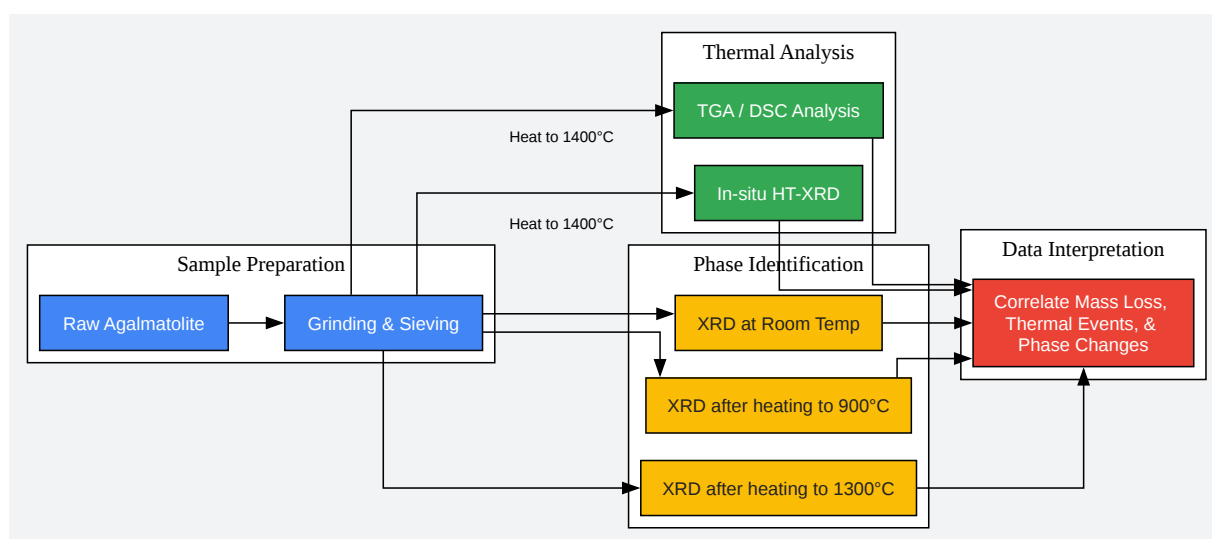 Thermal Analysis
TGA / DSC Analysis
Heat to 1400°C
In-situ HT-XRD
Heat to 1400°C
Sample Preparation
Raw Agalmatolite
Grinding & Sieving
Phase Identification
XRD at Room Temp
XRD after heating to 900°C
XRD after heating to 1300°C
Data Interpretation
Correlate Mass Loss,
Thermal Events, &
Phase Changes